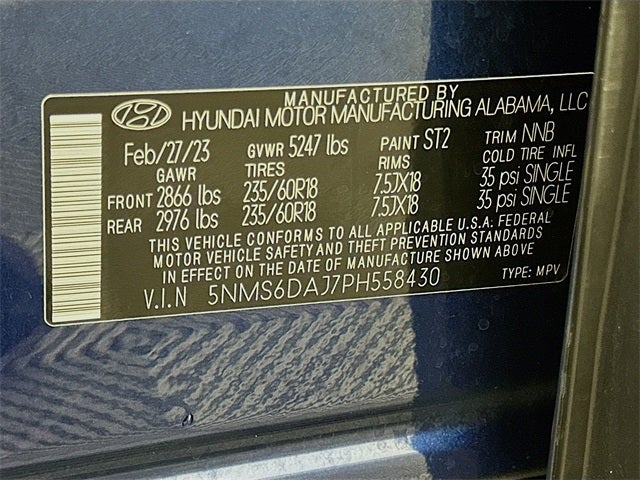 MANUFACTURED BY
HYUNDAI MOTOR MANUFACTURING ALABAMA, LLC
Feb/27/23 GVWR 5247 lbs PAINT ST2 TRIM NNB
GAWR TIRES RIMS COLD TIRE INFL
FRONT 2866 lbs 235/60R18 7.5JX18 35 psi SINGLE
REAR 2976 lbs 235/60R18 7.5JX18 35 psi SINGLE
THIS VEHICLE CONFORMS TO ALL APPLICABLE U.S.A. FEDERAL
MOTOR VEHICLE SAFETY AND THEFT PREVENTION STANDARDS
IN EFFECT ON THE DATE OF MANUFACTURE SHOWN ABOVE
V.I.N 5NMS6DAJ7PH558430 TYPE: MPV